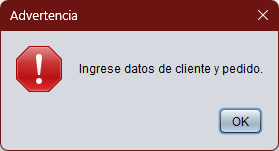 Advertencia
Ingrese datos de cliente y pedido.
OK